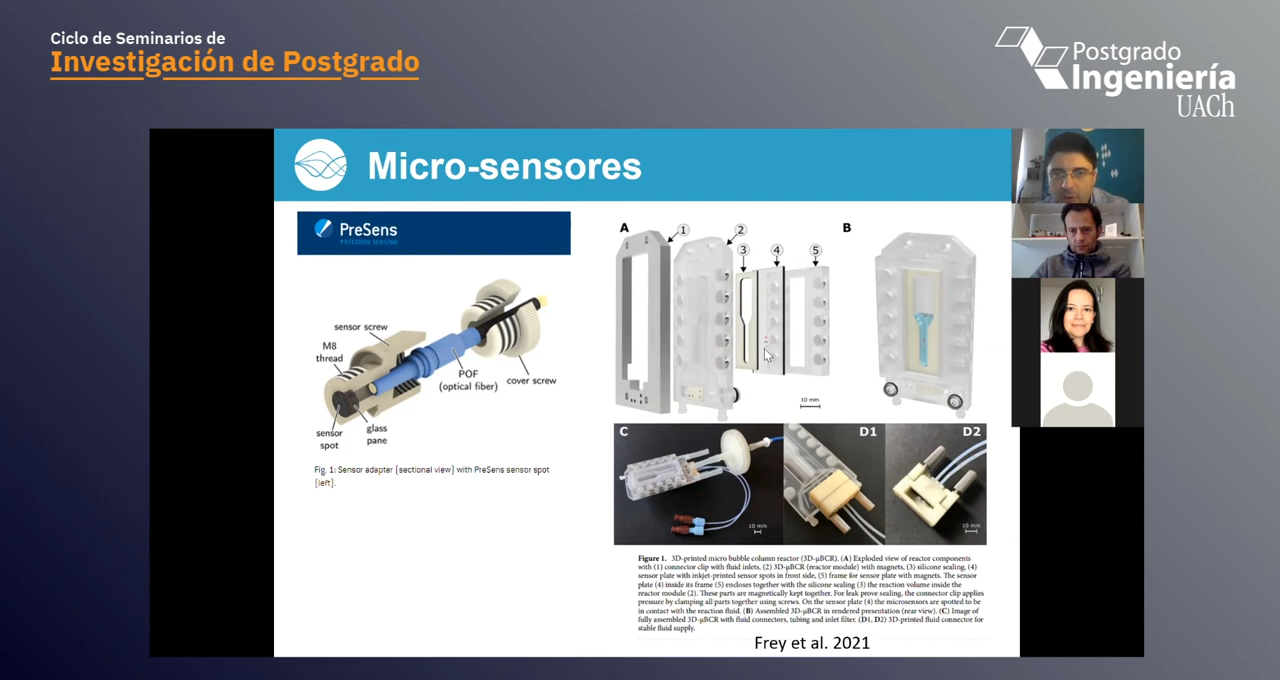 Ciclo de Seminarios de
Investigación de Postgrado
Postgrado
Ingeniería
UACh
Micro-sensores
PreSens
PRECISION SENSING
sensor screw
M8
thread
POF
(optical fiber)
cover screw
sensor
spot
glass
pane
Fig. 1: Sensor adapter (sectional view) with PreSens sensor spot
(left).
A
1
2
3
4
5
B
10 mm
C
10 mm
D1
D2
10 mm
Figure 1. 3D-printed micro bubble column reactor (3D-μBCR). (A) Exploded view of reactor components
with (1) connector clip with fluid inlets, (2) 3D-μBCR (reactor module) with magnets, (3) silicone sealing, (4)
sensor plate with inkjet-printed sensor spots in front side, (5) frame for sensor plate with magnets. The sensor
plate (4) inside its frame (5) encloses together with the silicone sealing (3) the reaction volume inside the
reactor module (2). These parts are magnetically kept together. For leak prove sealing, the connector clip applies
pressure by clamping all parts together using screws. On the sensor plate (4) the microsensors are spotted to be
in contact with the reaction fluid. (B) Assembled 3D-μBCR in rendered presentation (rear view). (C) Image of
fully assembled 3D-μBCR with fluid connectors, tubing and inlet filter. (D1, D2) 3D-printed fluid connector for
stable fluid supply.
Frey et al. 2021